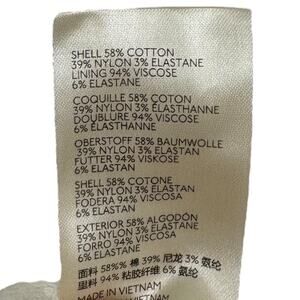 SHELL 58% COTTON
39% NYLON 3% ELASTANE
LINING 94% VISCOSE
6% ELASTANE
COQUILLE 58% COTON
39% NYLON 3% ÉLASTHANNE
DOUBLURE 94% VISCOSE
6% ÉLASTHANNE
OBERSTOFF 58% BAUMWOLLE
39% NYLON 3% ELASTAN
FUTTER 94% VISKOSE
6% ELASTAN
SHELL 58% COTONE
39% NYLON 3% ELASTAN
FODERA 94% VISCOSA
6% ELASTAN
EXTERIOR 58% ALGODÓN
39% NYLON 3% ELASTANO
FORRO 94% VISCOSA
6% ELASTANO
面料 58%% 棉 39% 尼龙 3% 氨纶
里料 94% 粘胶纤维 6% 氨纶
MADE IN VIETNAM
VIETNAM